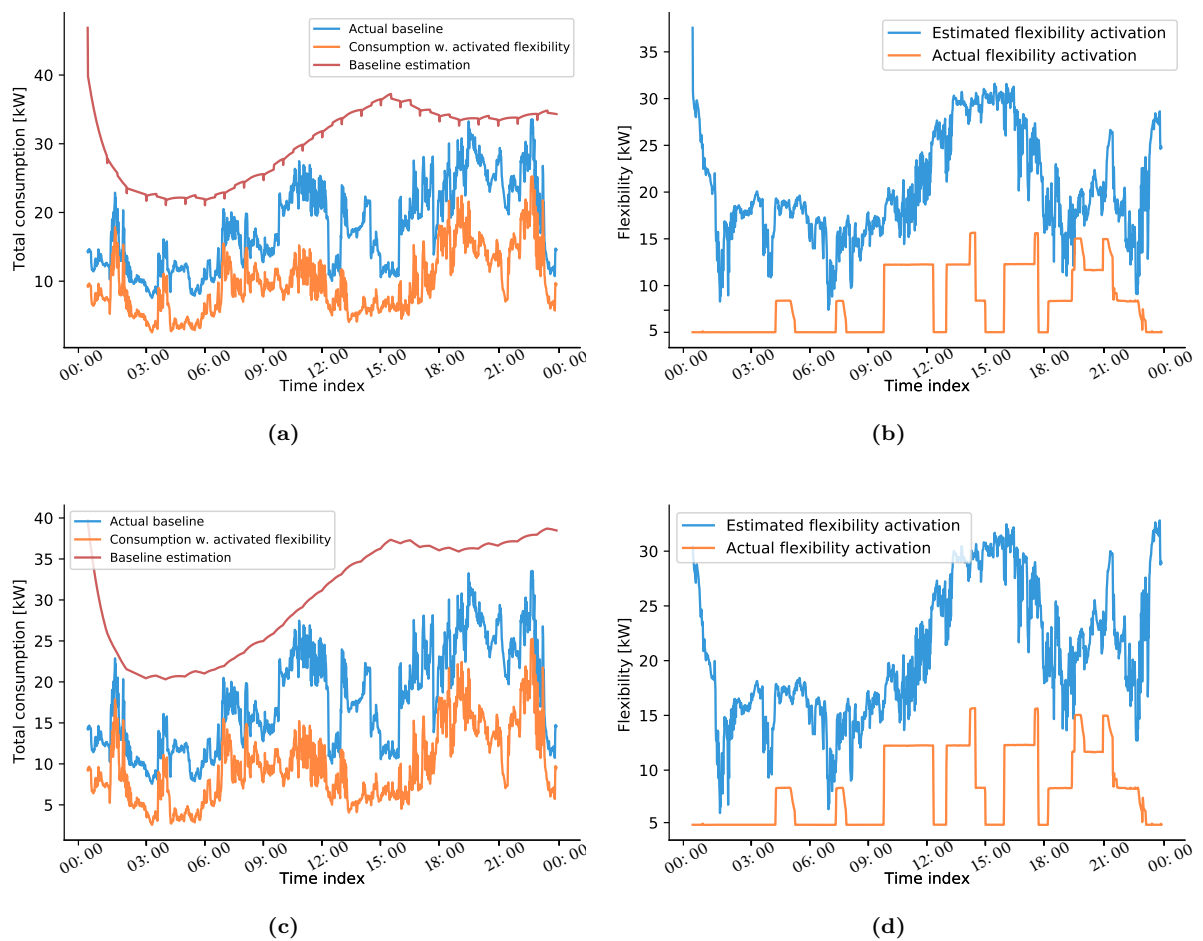 Total consumption [kW]
40
30
20
10
Actual baseline
Consumption w. activated flexibility
Baseline estimation
00:00 03:00 06:00 09:00 12:00 15:00 18:00 21:00 00:00
Time index
(a)
Flexibility [kW]
35
30
25
20
15
10
5
Estimated flexibility activation
Actual flexibility activation
00:00 03:00 06:00 09:00 12:00 15:00 18:00 21:00 00:00
Time index
(b)
Total consumption [kW]
40
35
30
25
20
15
10
5
Actual baseline
Consumption w. activated flexibility
Baseline estimation
00:00 03:00 06:00 09:00 12:00 15:00 18:00 21:00 00:00
Time index
(c)
Flexibility [kW]
30
25
20
15
10
5
Estimated flexibility activation
Actual flexibility activation
00:00 03:00 06:00 09:00 12:00 15:00 18:00 21:00 00:00
Time index
(d)